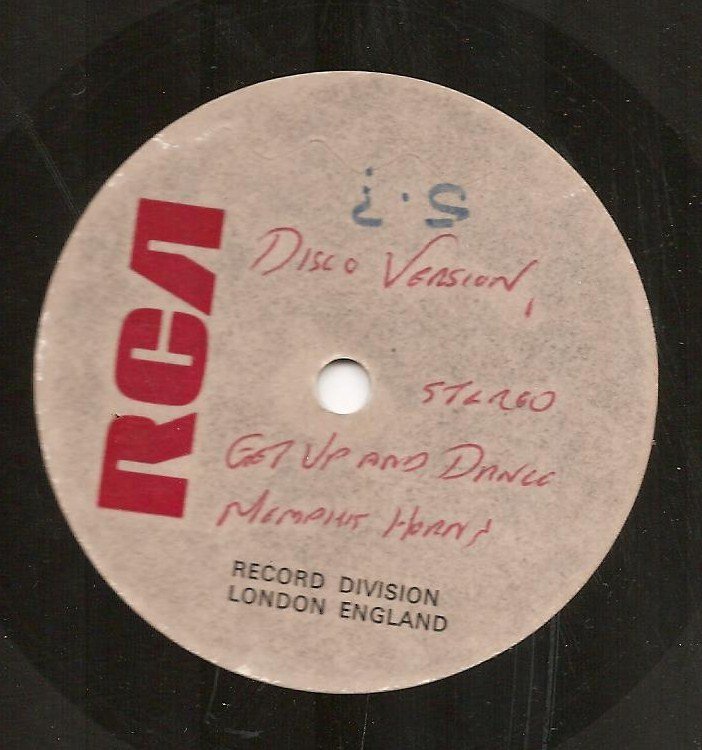 RCA
DISCO VERSION,
STEREO
GET UP AND DANCE
MEMPHIS HORNS
RECORD DIVISION
LONDON ENGLAND